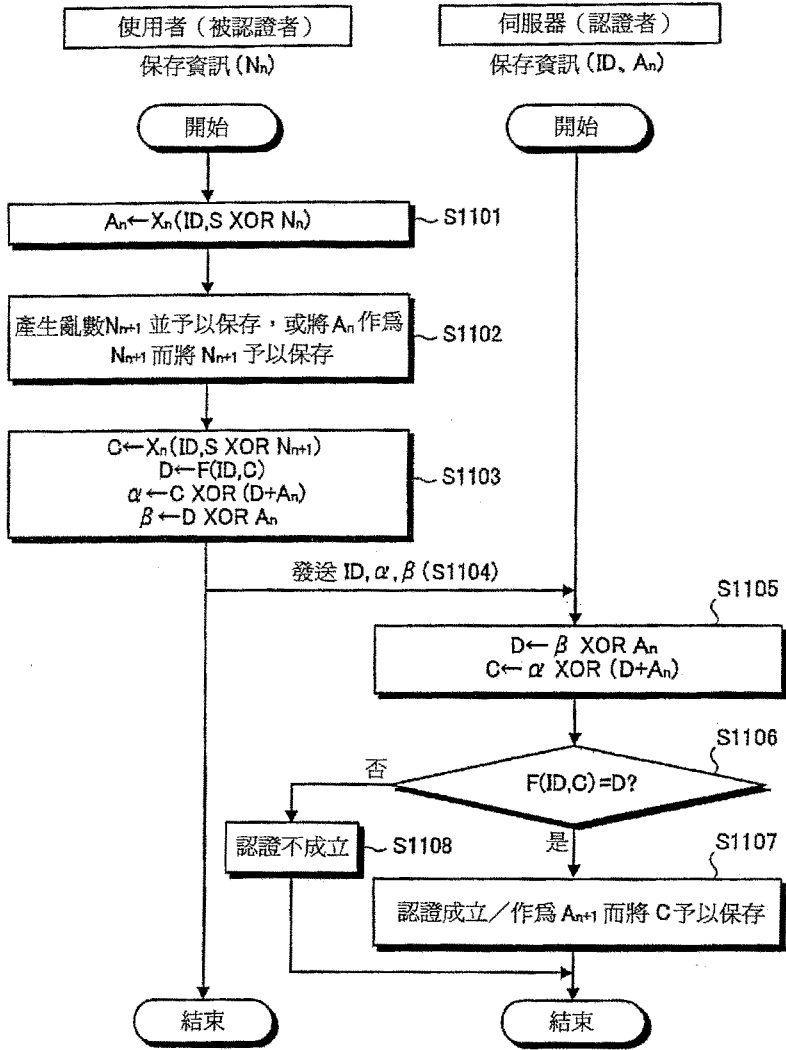 使用者（被認證者）
保存資訊(Nn)
伺服器（認證者）
保存資訊(ID、An)
開始
開始
An←Xn(ID,S XOR Nn)
S1101
產生亂數Nn+1 並予以保存，或將An 作爲
Nn+1 而將 Nn+1 予以保存
S1102
C←Xn(ID,S XOR Nn+1)
D←F(ID,C)
α←C XOR (D+An)
β←D XOR An
S1103
發送 ID,α,β(S1104)
S1105
D←β XOR An
C←α XOR (D+An)
S1106
F(ID,C)=D?
否
是
認證不成立
S1108
S1107
認證成立／作爲 An+1 而將 C 予以保存
結束
結束